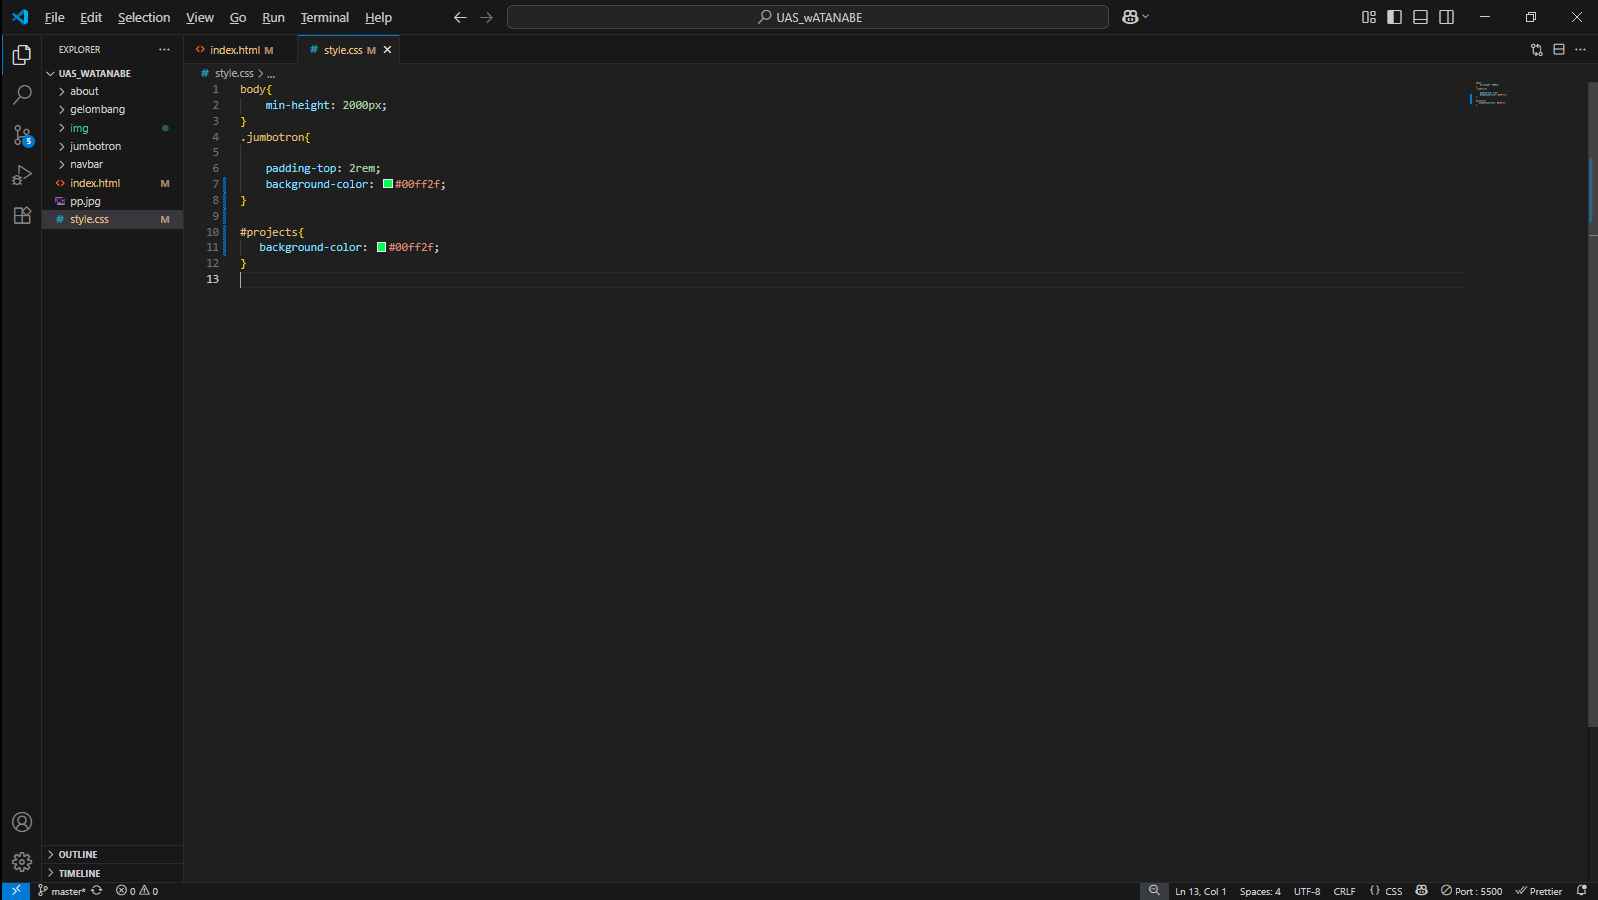 File Edit Selection View Go Run Terminal Help
UAS_wATANABE
EXPLORER
UAS_WATANABE
about
gelombang
img
jumbotron
navbar
index.html M
pp.jpg
style.css M
OUTLINE
TIMELINE
5
index.html M
style.css M
# style.css > ...
1 body{
2 min-height: 2000px;
3 }
4 .jumbotron{
5
6 padding-top: 2rem;
7 background-color: #00ff2f;
8 }
9
10 #projects{
11 background-color: #00ff2f;
12 }
13
master* 0 0
Ln 13, Col 1 Spaces: 4 UTF-8 CRLF {} CSS Port : 5500 Prettier